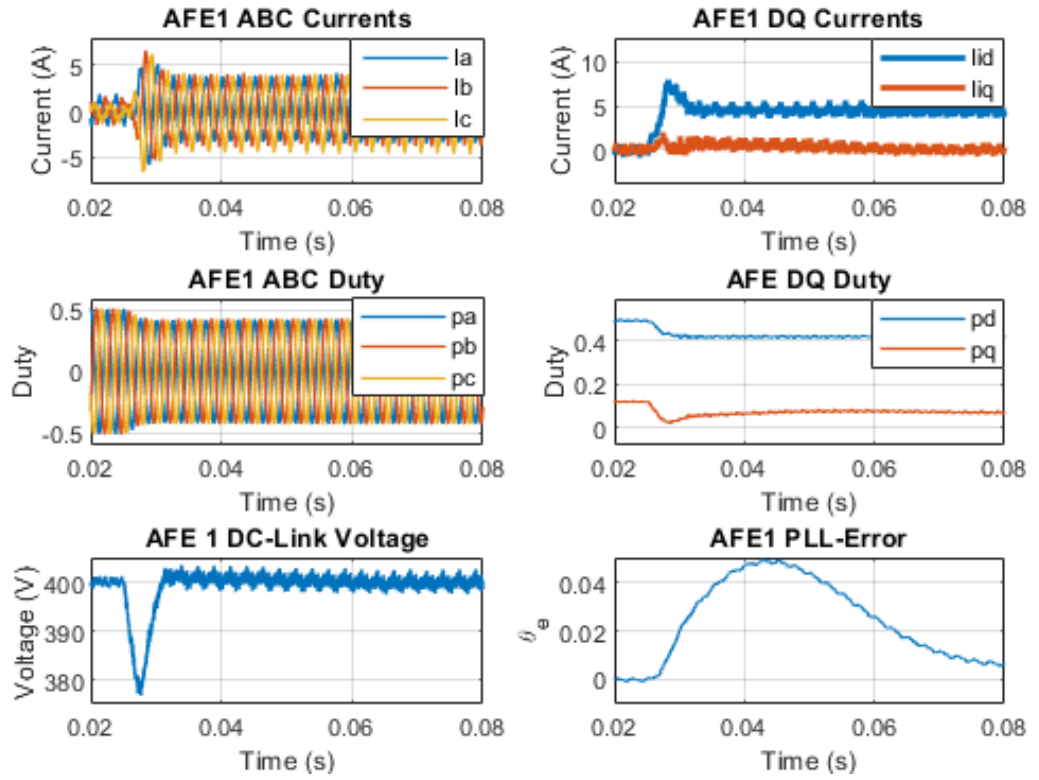 AFE1 ABC Currents
Current (A)
5
0
-5
Ia
Ib
Ic
0.02 0.04 0.06 0.08
Time (s)
AFE1 DQ Currents
Current (A)
10
5
0
Iid
Iiq
0.02 0.04 0.06 0.08
Time (s)
AFE1 ABC Duty
Duty
0.5
0
-0.5
pa
pb
pc
0.02 0.04 0.06 0.08
Time (s)
AFE DQ Duty
Duty
0.4
0.2
0
pd
pq
0.02 0.04 0.06 0.08
Time (s)
AFE 1 DC-Link Voltage
Voltage (V)
400
390
380
0.02 0.04 0.06 0.08
Time (s)
AFE1 PLL-Error
θe
0.04
0.02
0
0.02 0.04 0.06 0.08
Time (s)